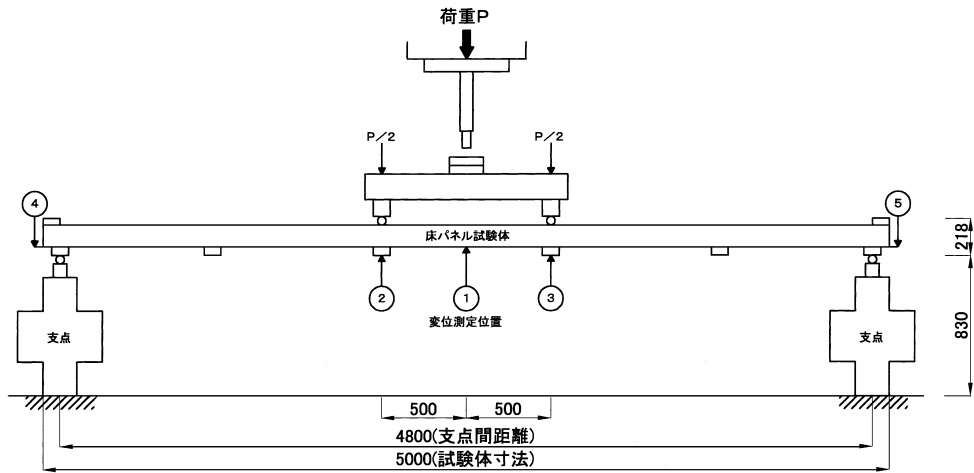 荷重P
P／2
P／2
④
⑤
床パネル試験体
218
②
①
③
変位測定位置
支点
支点
830
500
500
4800(支点間距離)
5000(試験体寸法)